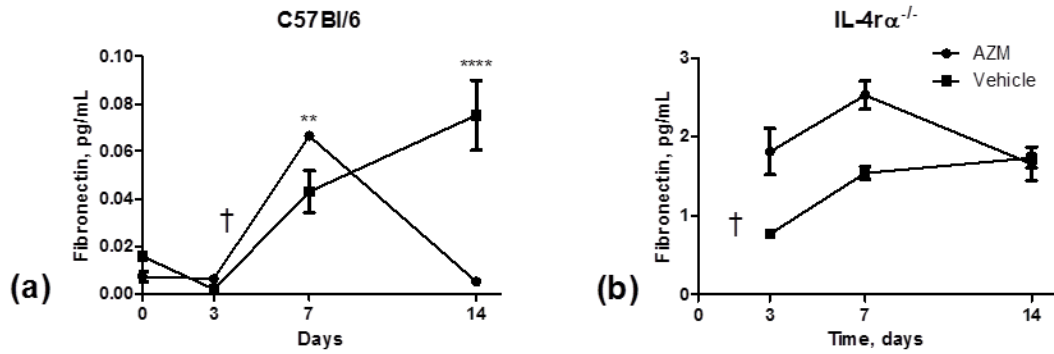 C57Bl/6
Fibronectin, pg/mL
0.10
0.08
0.06
0.04
0.02
0.00
**
****
†
0
3
7
14
Days
(a)
IL-4rα-/-
AZM
Vehicle
Fibronectin, pg/mL
3
2
1
0
†
0
3
7
14
Time, days
(b)